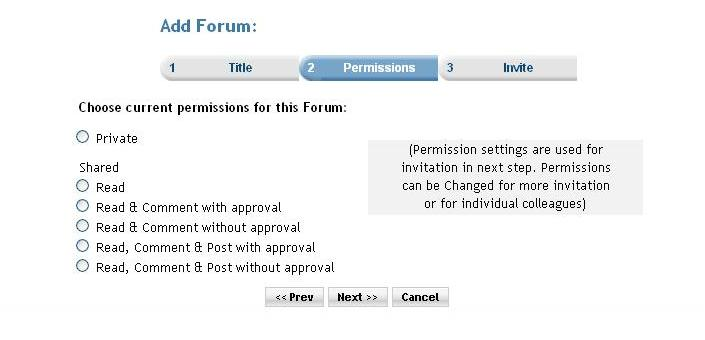 Add Forum:
1 Title 2 Permissions 3 Invite
Choose current permissions for this Forum:
Private
Shared
Read
Read & Comment with approval
Read & Comment without approval
Read, Comment & Post with approval
Read, Comment & Post without approval
(Permission settings are used for
invitation in next step. Permissions
can be Changed for more invitation
or for individual colleagues)
<< Prev Next >> Cancel